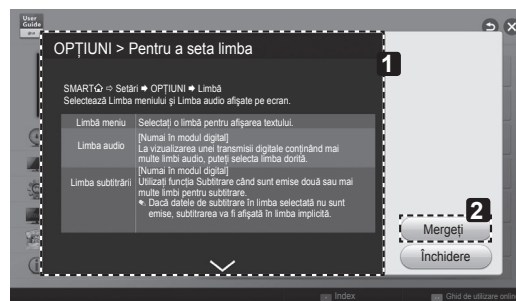 User
Guide
OPȚIUNI > Pentru a seta limba
1
SMART ⇨ Setări ➡ OPȚIUNI ➡ Limbă
Selectează Limba meniului și Limba audio afișate pe ecran.
Limbă meniu Selectați o limbă pentru afișarea textului.
Limba audio [Numai în modul digital]
La vizualizarea unei transmisii digitale conținând mai
multe limbi audio, puteți selecta limba dorită.
Limba subtitrării [Numai în modul digital]
Utilizați funcția Subtitrare când sunt emise două sau mai
multe limbi pentru subtitrare.
Dacă datele de subtitrare în limba selectată nu sunt
emise, subtitrarea va fi afișată în limba implicită.
2
Mergeți
Închidere
Index
Ghid de utilizare onlin